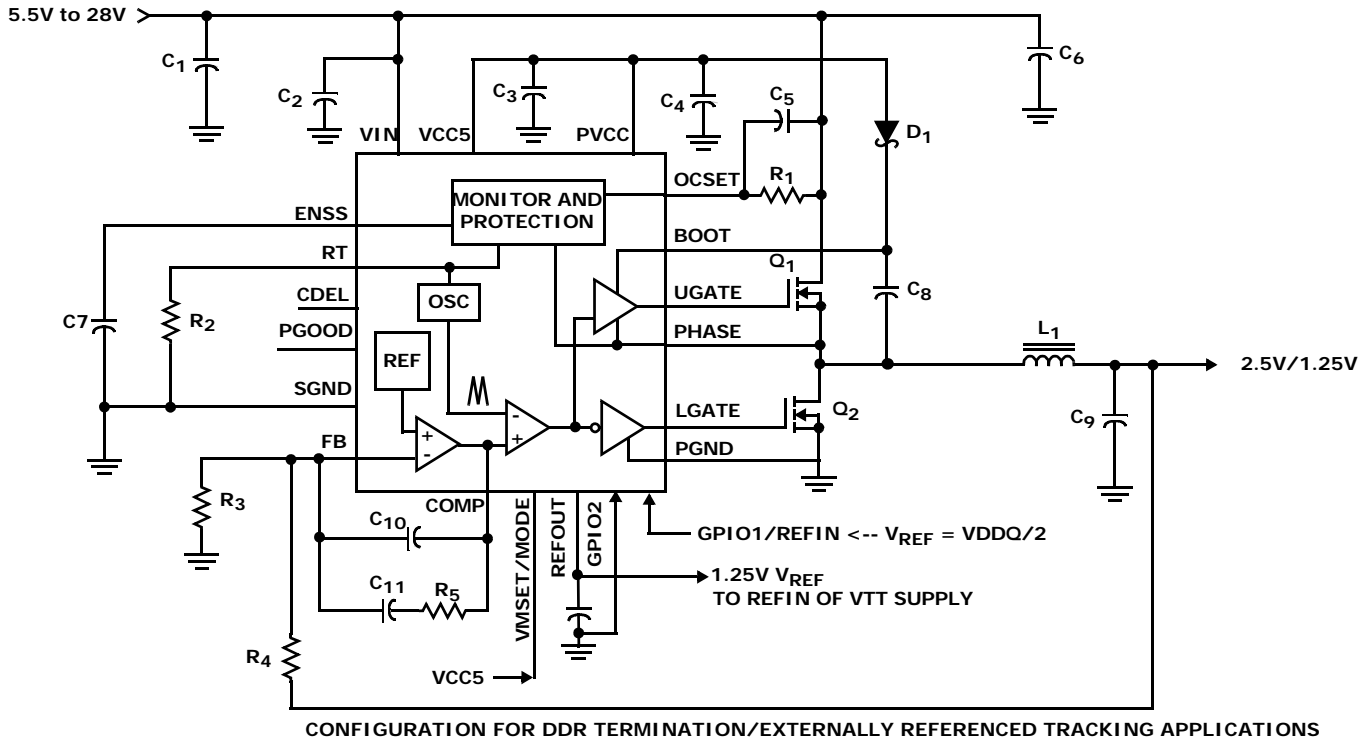 5.5V to 28V
C1
C2
C3
C4
C5
C6
VIN
VCC5
PVCC
D1
OCSET
R1
MONITOR AND
PROTECTION
ENSS
BOOT
RT
Q1
CDEL
OSC
UGATE
C8
C7
R2
PGOOD
PHASE
L1
REF
2.5V/1.25V
SGND
LGATE
Q2
C9
FB
+
-
-
+
PGND
R3
COMP
VMSET/MODE
REFOUT
GPIO2
C10
GPIO1/REFIN <-- VREF = VDDQ/2
C11
R5
1.25V VREF
TO REFIN OF VTT SUPPLY
R4
VCC5
CONFIGURATION FOR DDR TERMINATION/EXTERNALLY REFERENCED TRACKING APPLICATIONS